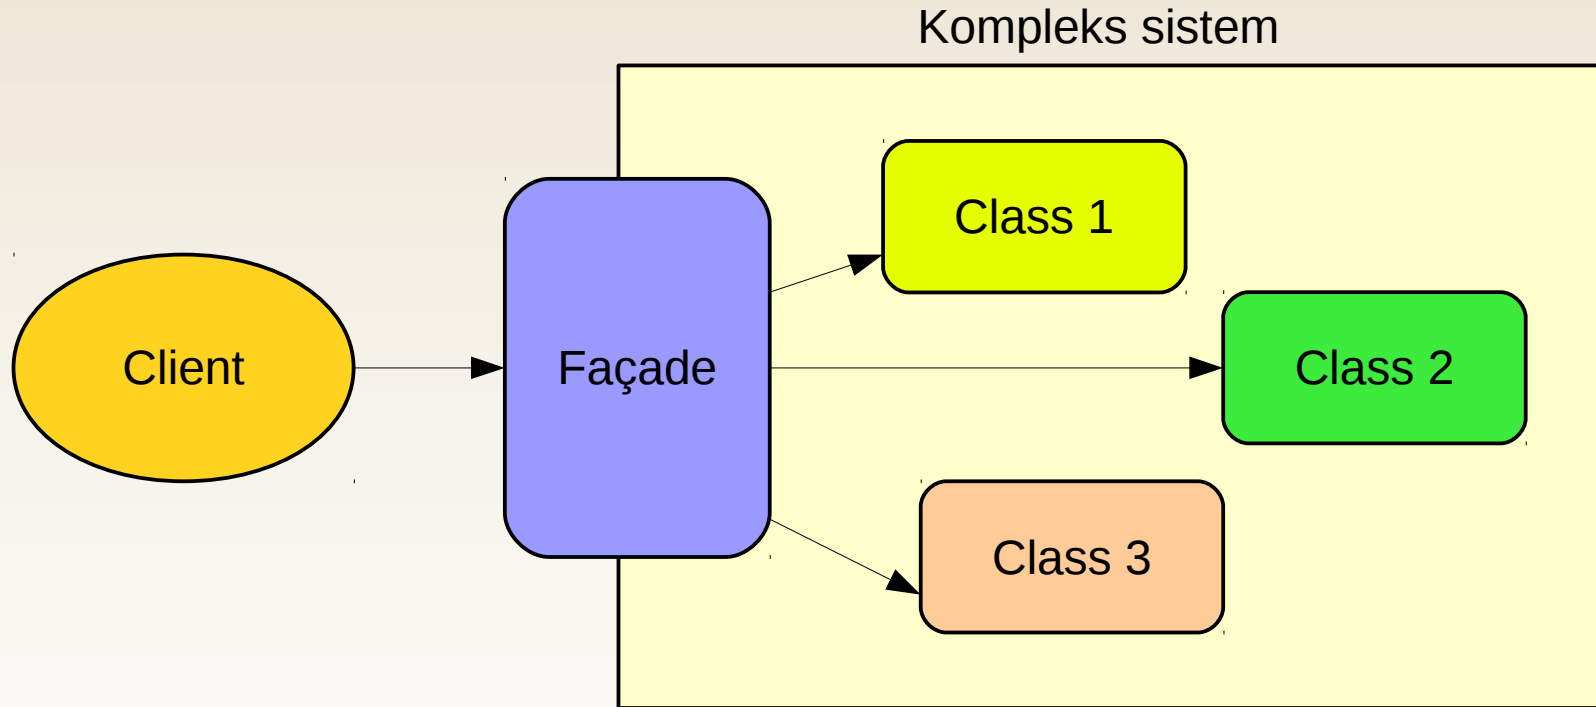 Kompleks sistem
Class 1
Client
Façade
Class 2
Class 3